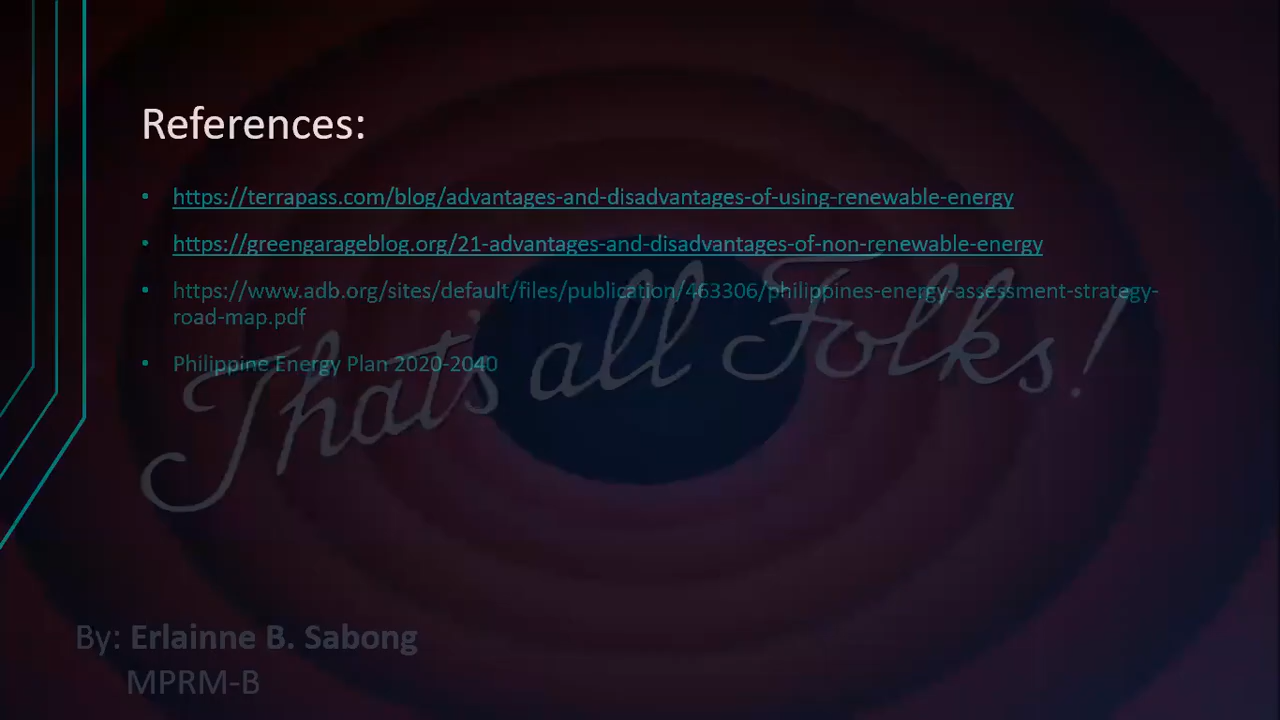 References:
• https://terrapass.com/blog/advantages-and-disadvantages-of-using-renewable-energy
• https://greengarageblog.org/21-advantages-and-disadvantages-of-non-renewable-energy
• https://www.adb.org/sites/default/files/publication/463306/philippines-energy-assessment-strategy-
road-map.pdf
• Philippine Energy Plan 2020-2040
That's all Folks!
By: Erlainne B. Sabong
MPRM-B